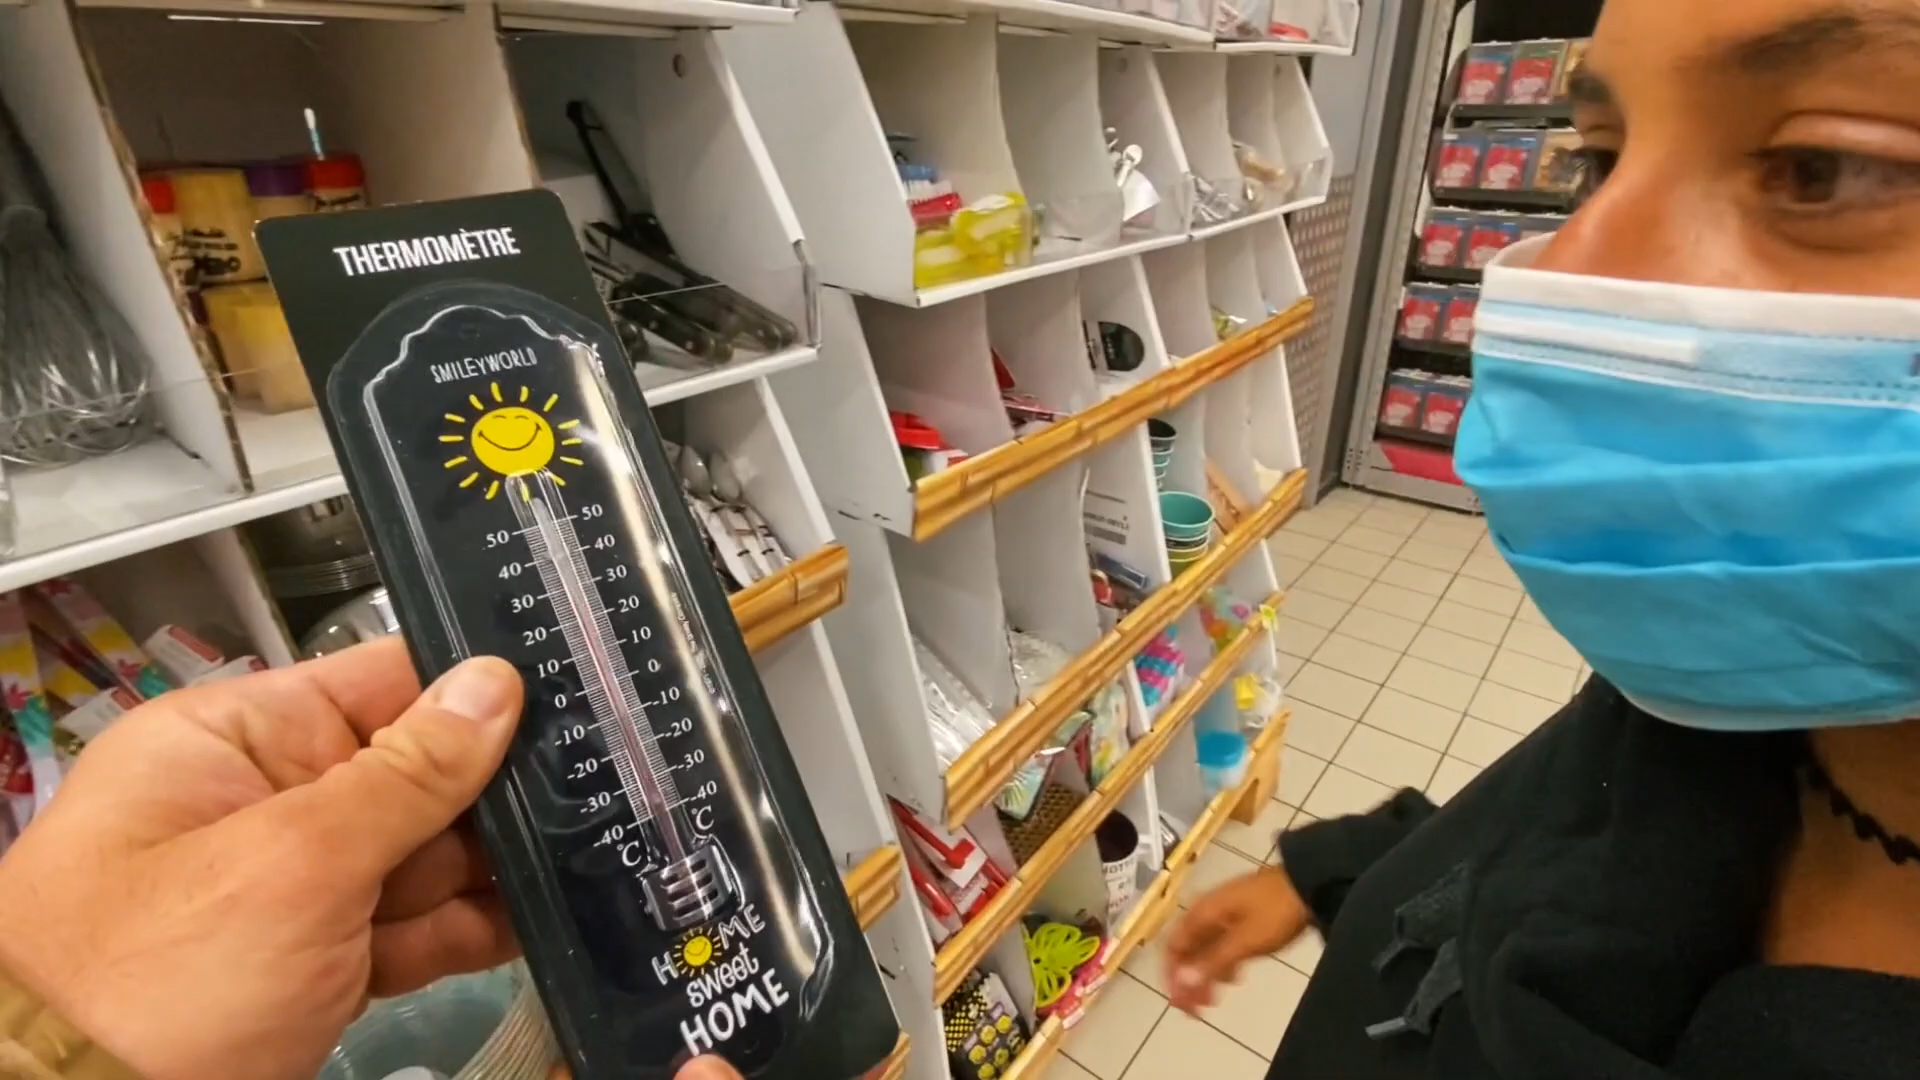 THERMOMÈTRE
SMILEYWORLD
50 50
40 40
30 30
20 20
10 10
0 0
-10 -10
-20 -20
-30 -30
-40 -40
°C °C
HOME
sweet
HOME